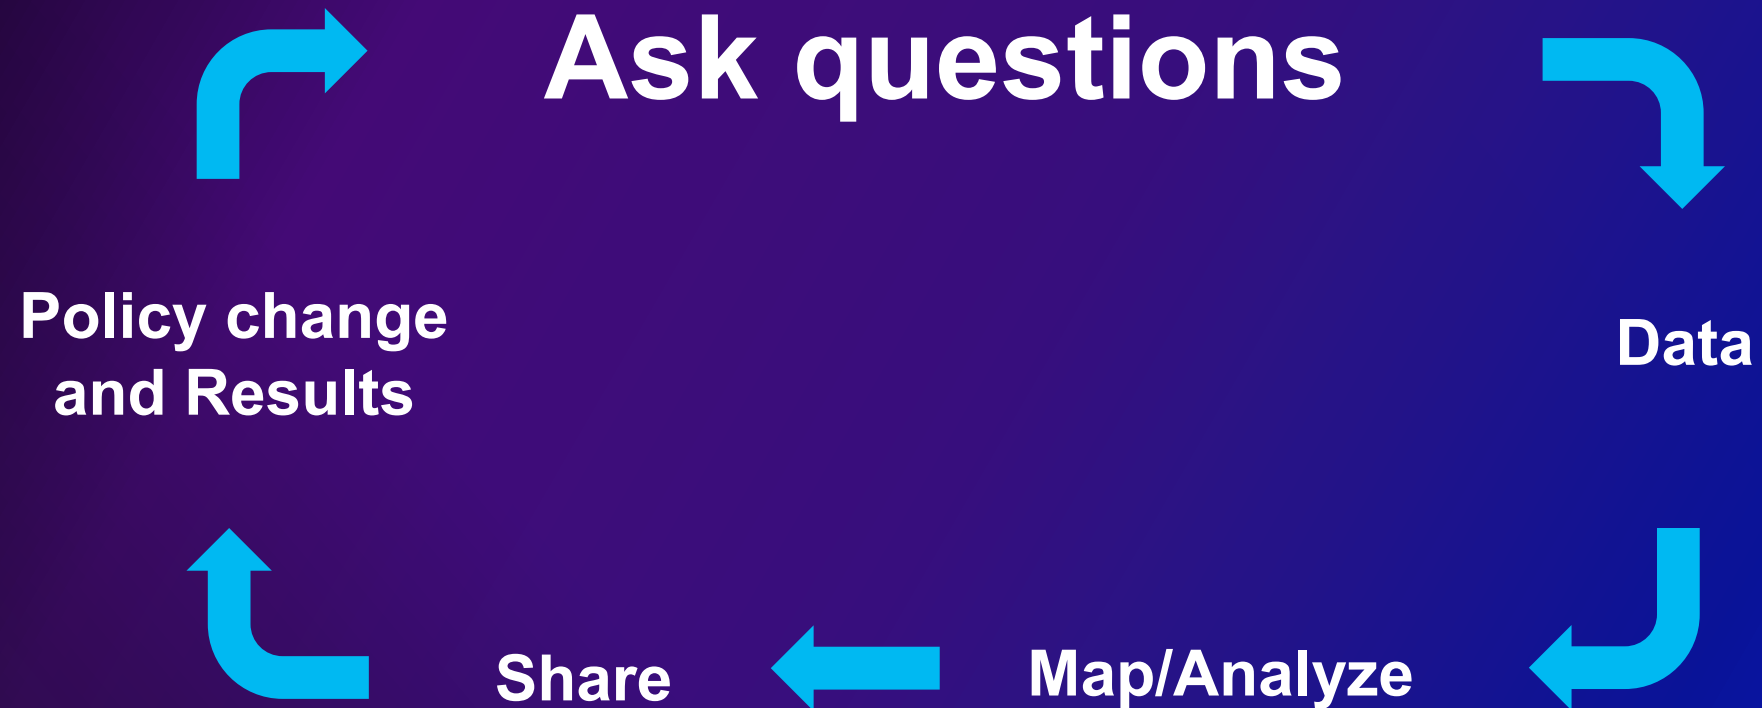 Ask questions
Policy change
and Results
Data
Share
Map/Analyze